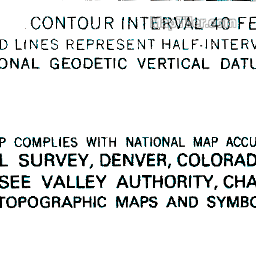 CONTOUR INTERVAL 40 FE
D LINES REPRESENT HALF-INTERV
ONAL GEODETIC VERTICAL DATU
P COMPLIES WITH NATIONAL MAP ACCU
L SURVEY, DENVER, COLORAD
SEE VALLEY AUTHORITY, CHA
TOPOGRAPHIC MAPS AND SYMBO